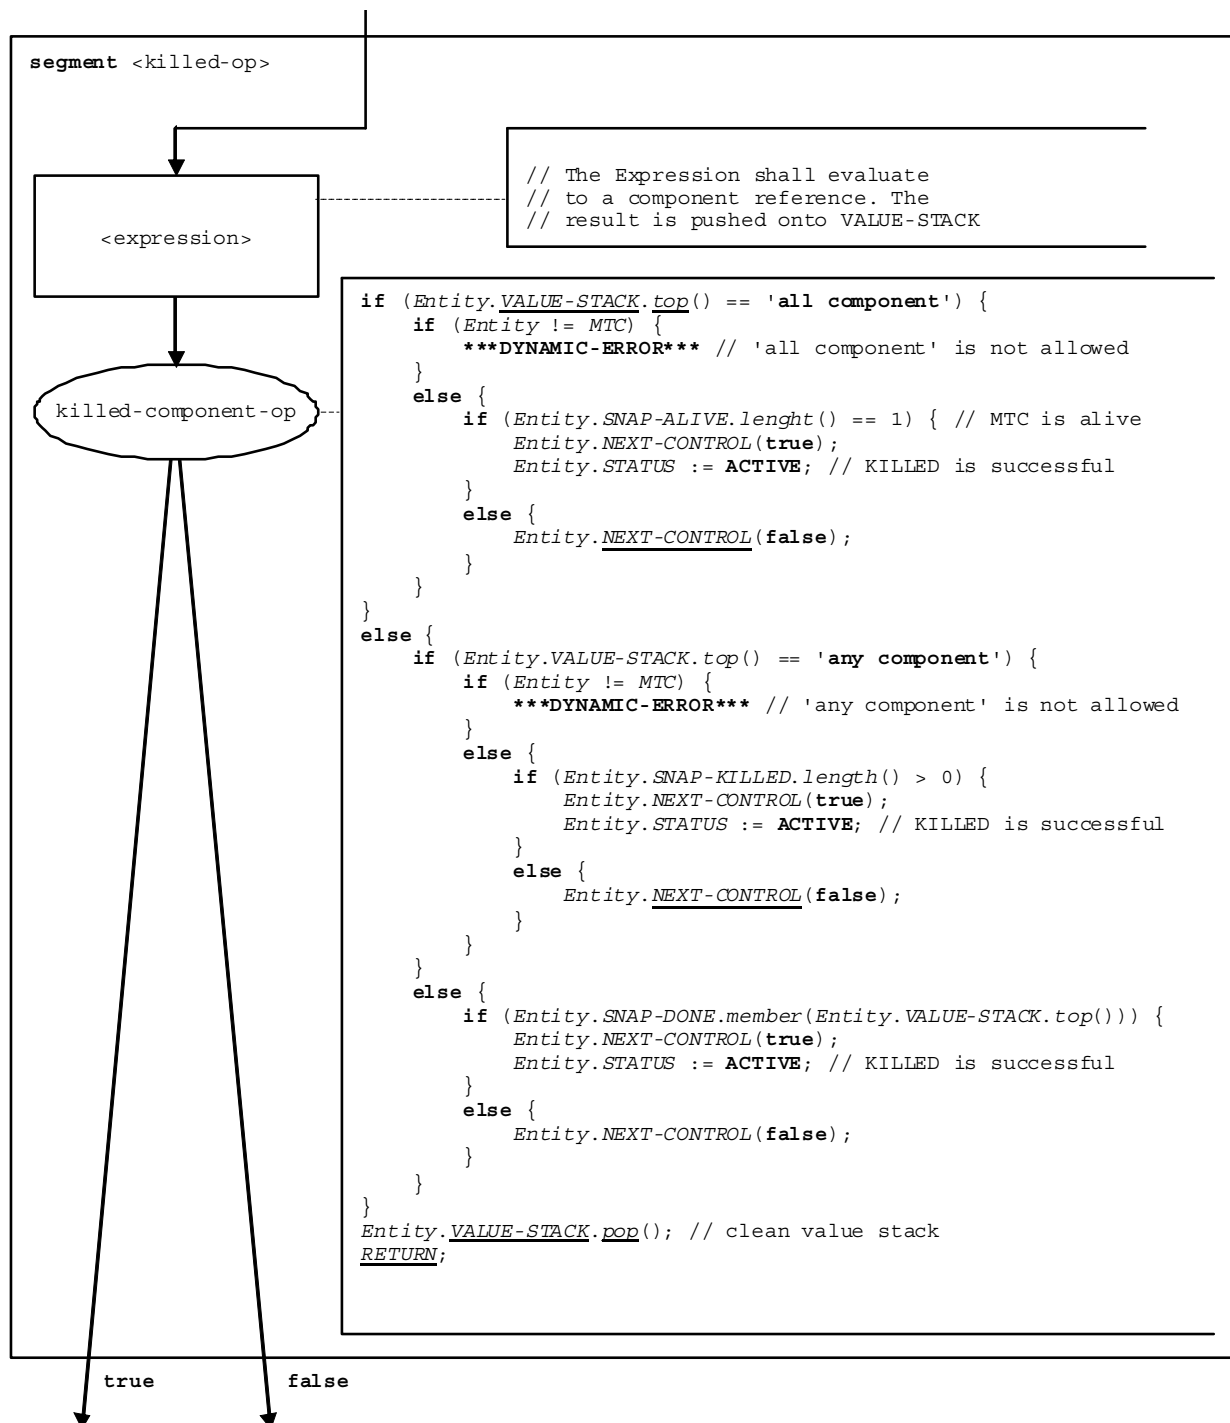 segment <killed-op>
// The Expression shall evaluate
// to a component reference. The
// result is pushed onto VALUE-STACK
<expression>
killed-component-op
if (Entity.VALUE-STACK.top() == 'all component') {
if (Entity != MTC) {
***DYNAMIC-ERROR*** // 'all component' is not allowed
}
else {
if (Entity.SNAP-ALIVE.lenght() == 1) { // MTC is alive
Entity.NEXT-CONTROL(true);
Entity.STATUS := ACTIVE; // KILLED is successful
}
else {
Entity.NEXT-CONTROL(false);
}
}
}
else {
if (Entity.VALUE-STACK.top() == 'any component') {
if (Entity != MTC) {
***DYNAMIC-ERROR*** // 'any component' is not allowed
}
else {
if (Entity.SNAP-KILLED.length() > 0) {
Entity.NEXT-CONTROL(true);
Entity.STATUS := ACTIVE; // KILLED is successful
}
else {
Entity.NEXT-CONTROL(false);
}
}
}
else {
if (Entity.SNAP-DONE.member(Entity.VALUE-STACK.top())) {
Entity.NEXT-CONTROL(true);
Entity.STATUS := ACTIVE; // KILLED is successful
}
else {
Entity.NEXT-CONTROL(false);
}
}
}
Entity.VALUE-STACK.pop(); // clean value stack
RETURN;
true
false